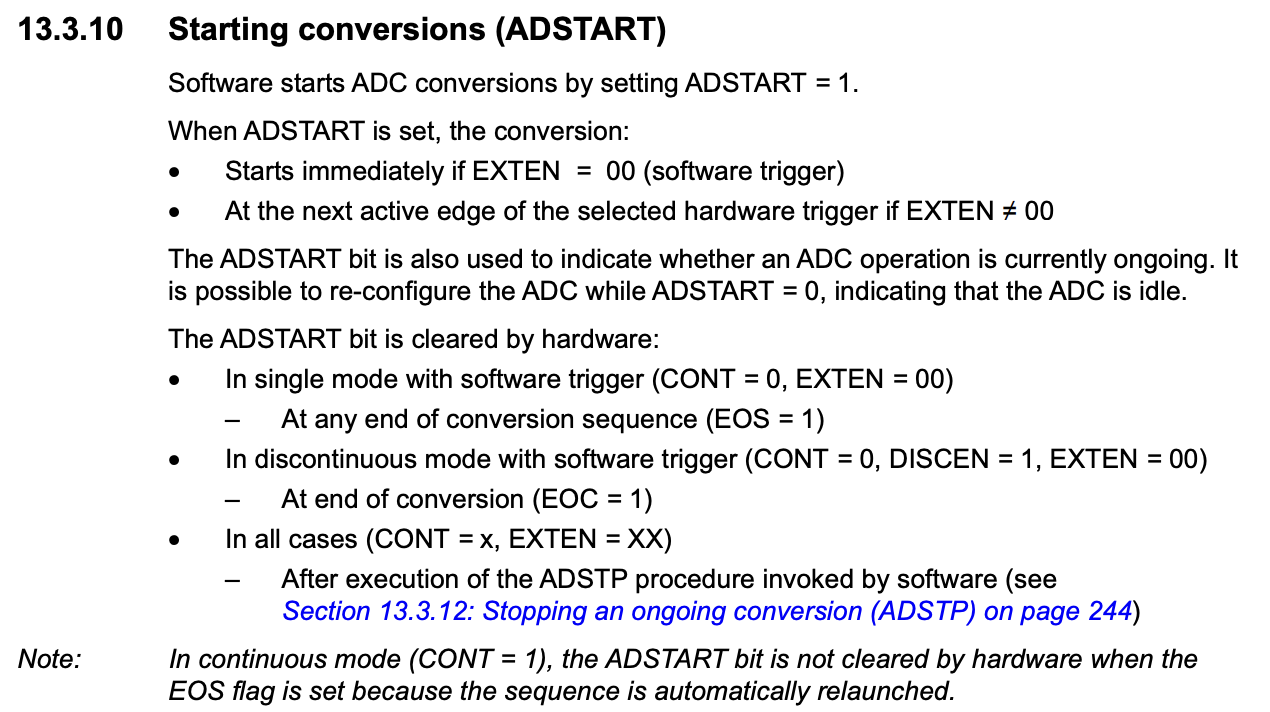 13.3.10 Starting conversions (ADSTART)
Software starts ADC conversions by setting ADSTART = 1.
When ADSTART is set, the conversion:
• Starts immediately if EXTEN = 00 (software trigger)
• At the next active edge of the selected hardware trigger if EXTEN ≠ 00
The ADSTART bit is also used to indicate whether an ADC operation is currently ongoing. It
is possible to re-configure the ADC while ADSTART = 0, indicating that the ADC is idle.
The ADSTART bit is cleared by hardware:
• In single mode with software trigger (CONT = 0, EXTEN = 00)
– At any end of conversion sequence (EOS = 1)
• In discontinuous mode with software trigger (CONT = 0, DISCEN = 1, EXTEN = 00)
– At end of conversion (EOC = 1)
• In all cases (CONT = x, EXTEN = XX)
– After execution of the ADSTP procedure invoked by software (see
Section 13.3.12: Stopping an ongoing conversion (ADSTP) on page 244)
Note: In continuous mode (CONT = 1), the ADSTART bit is not cleared by hardware when the
EOS flag is set because the sequence is automatically relaunched.